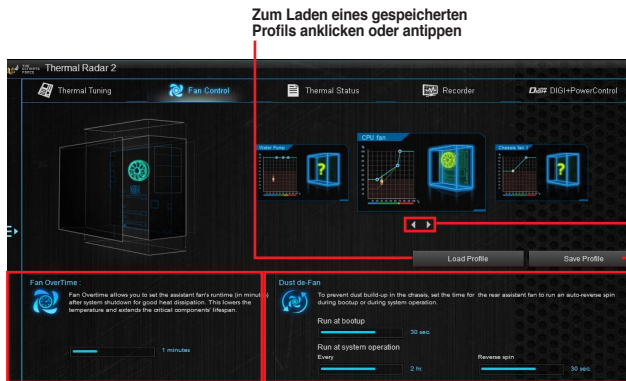 Zum Laden eines gespeicherten
Profils anklicken oder antippen
THE ULTIMATE
FORCE
Thermal Radar 2
Thermal Tuning
Fan Control
Thermal Status
Recorder
DIGI+PowerControl
Water Pump
CPU fan
Chassis fan
?
?
Load Profile
Save Profile
Fan OverTime :
Fan Overtime allows you to set the assistant fan's runtime (in minute)
after system shutdown for good heat dissipation. This lowers the
temperature and extends the critical components' lifespan.
1 minutes
Dust de-Fan
To prevent dust build-up in the chassis, set the time for the rear assistant fan to run an auto-reverse spin
during bootup or during system operation.
Run at bootup
30 sec.
Run at system operation
Every
Reverse spin
2 hr.
30 sec.